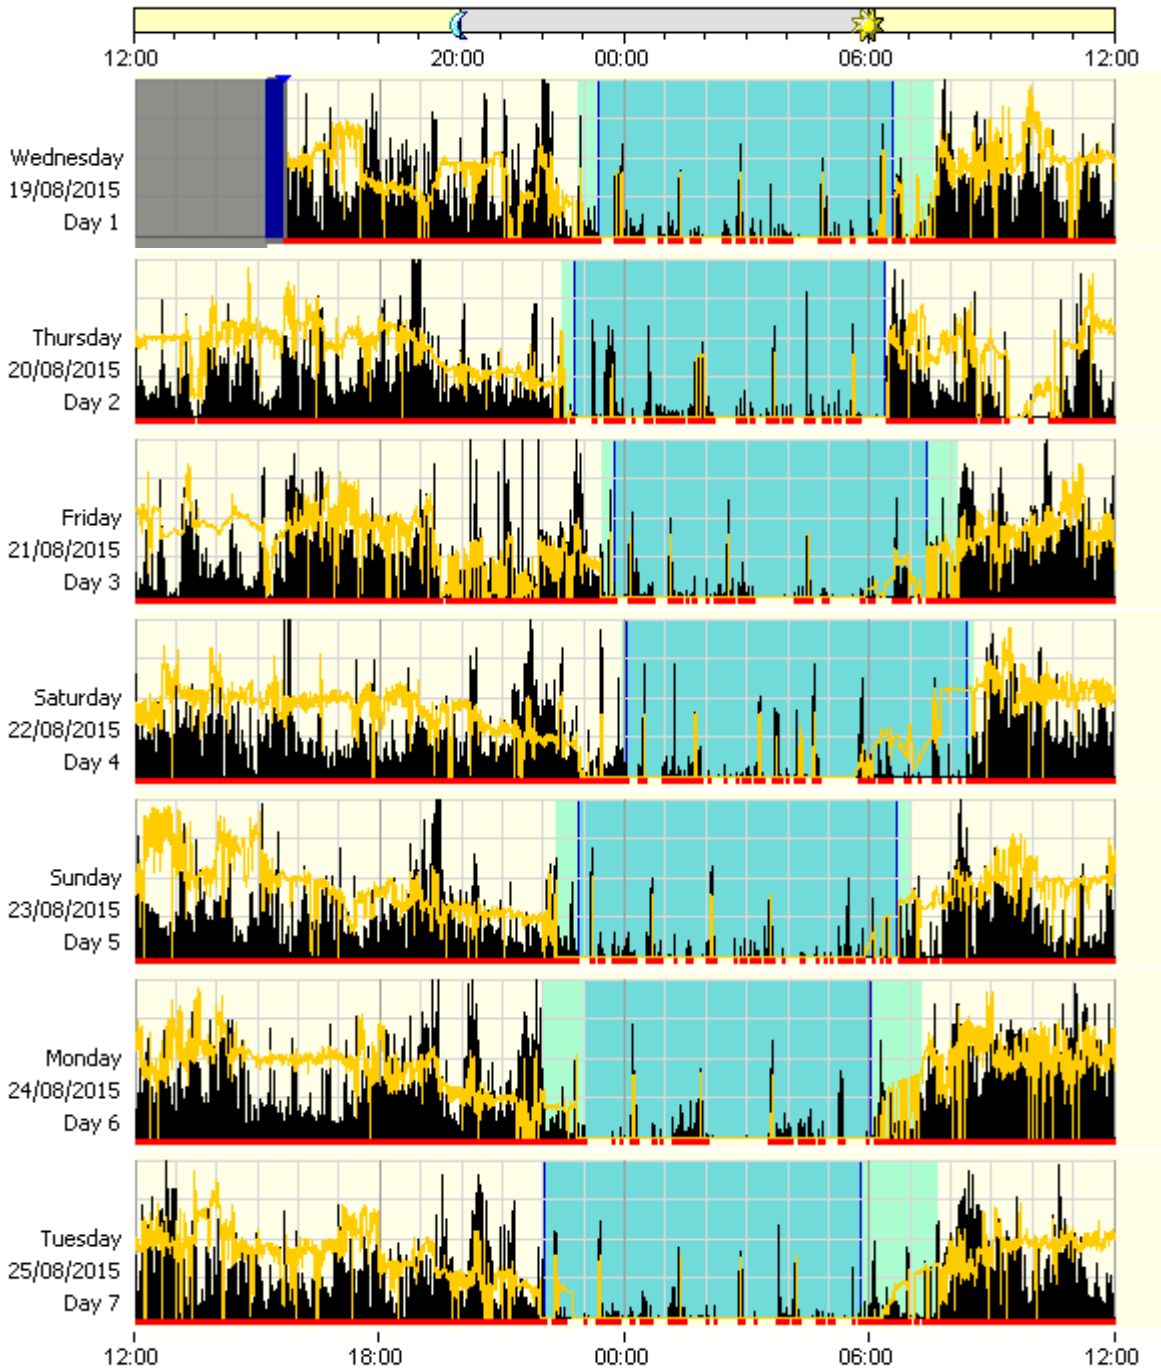 12:00 20:00 00:00 06:00 12:00
Wednesday
19/08/2015
Day 1
Thursday
20/08/2015
Day 2
Friday
21/08/2015
Day 3
Saturday
22/08/2015
Day 4
Sunday
23/08/2015
Day 5
Monday
24/08/2015
Day 6
Tuesday
25/08/2015
Day 7
12:00 18:00 00:00 06:00 12:00